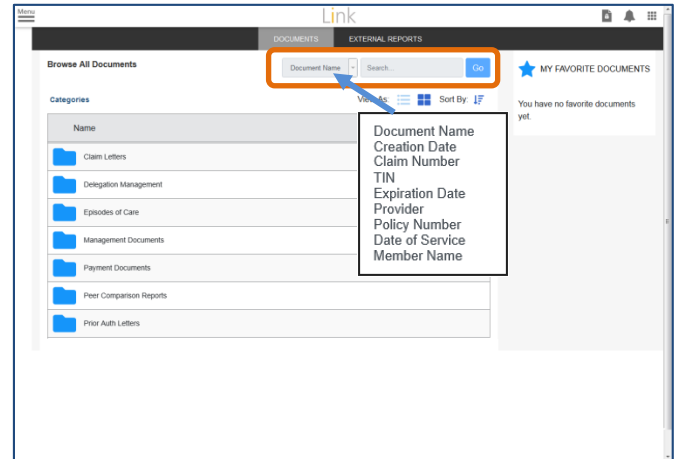 Menu
Link
DOCUMENTS EXTERNAL REPORTS
Browse All Documents
Document Name Search... Go
MY FAVORITE DOCUMENTS
You have no favorite documents
yet.
Categories
View As: Sort By:
Name
Claim Letters
Delegation Management
Episodes of Care
Management Documents
Payment Documents
Peer Comparison Reports
Prior Auth Letters
Document Name
Creation Date
Claim Number
TIN
Expiration Date
Provider
Policy Number
Date of Service
Member Name